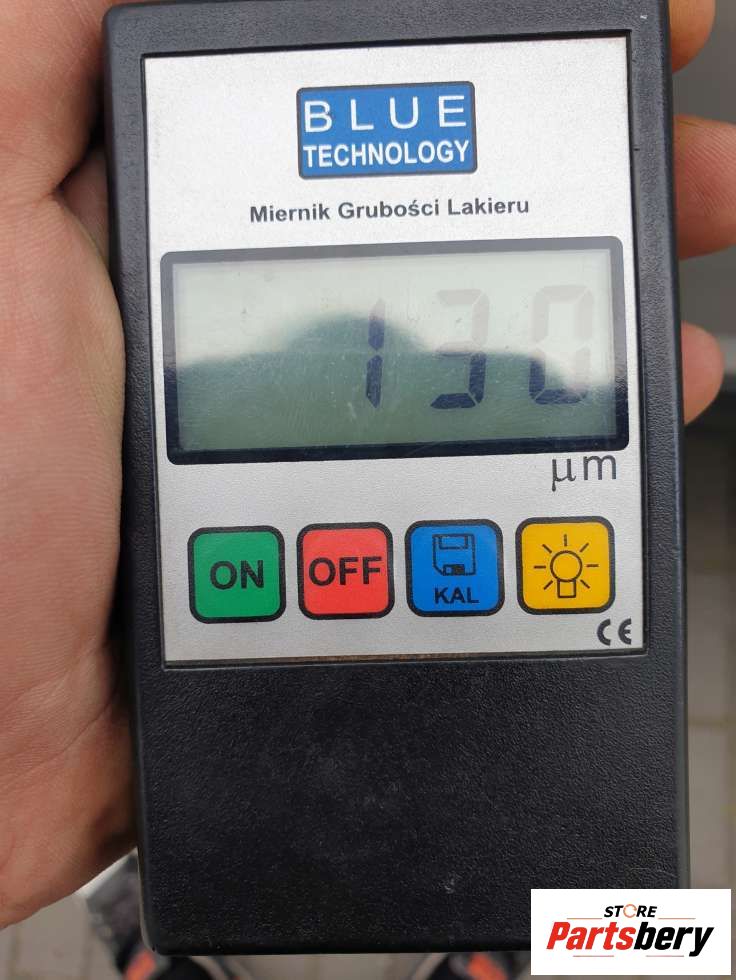 BLUE
TECHNOLOGY
Miernik Grubości Lakieru
130
μm
ON
OFF
KAL
CE
STORE
Partsbery